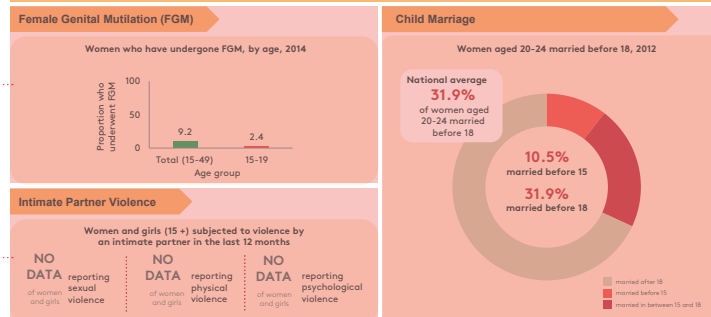 Female Genital Mutilation (FGM)
Women who have undergone FGM, by age, 2014
Proportion who
underwent FGM
100
50
0
9.2
2.4
Total (15-49)
15-19
Age group
Intimate Partner Violence
Women and girls (15 +) subjected to violence by
an intimate partner in the last 12 months
NO
DATA
of women
and girls
reporting
sexual
violence
NO
DATA
of women
and girls
reporting
physical
violence
NO
DATA
of women
and girls
reporting
psychological
violence
Child Marriage
Women aged 20-24 married before 18, 2012
National average
31.9%
of women aged
20-24 married
before 18
10.5%
married before 15
31.9%
married before 18
married after 18
married before 15
married in between 15 and 18